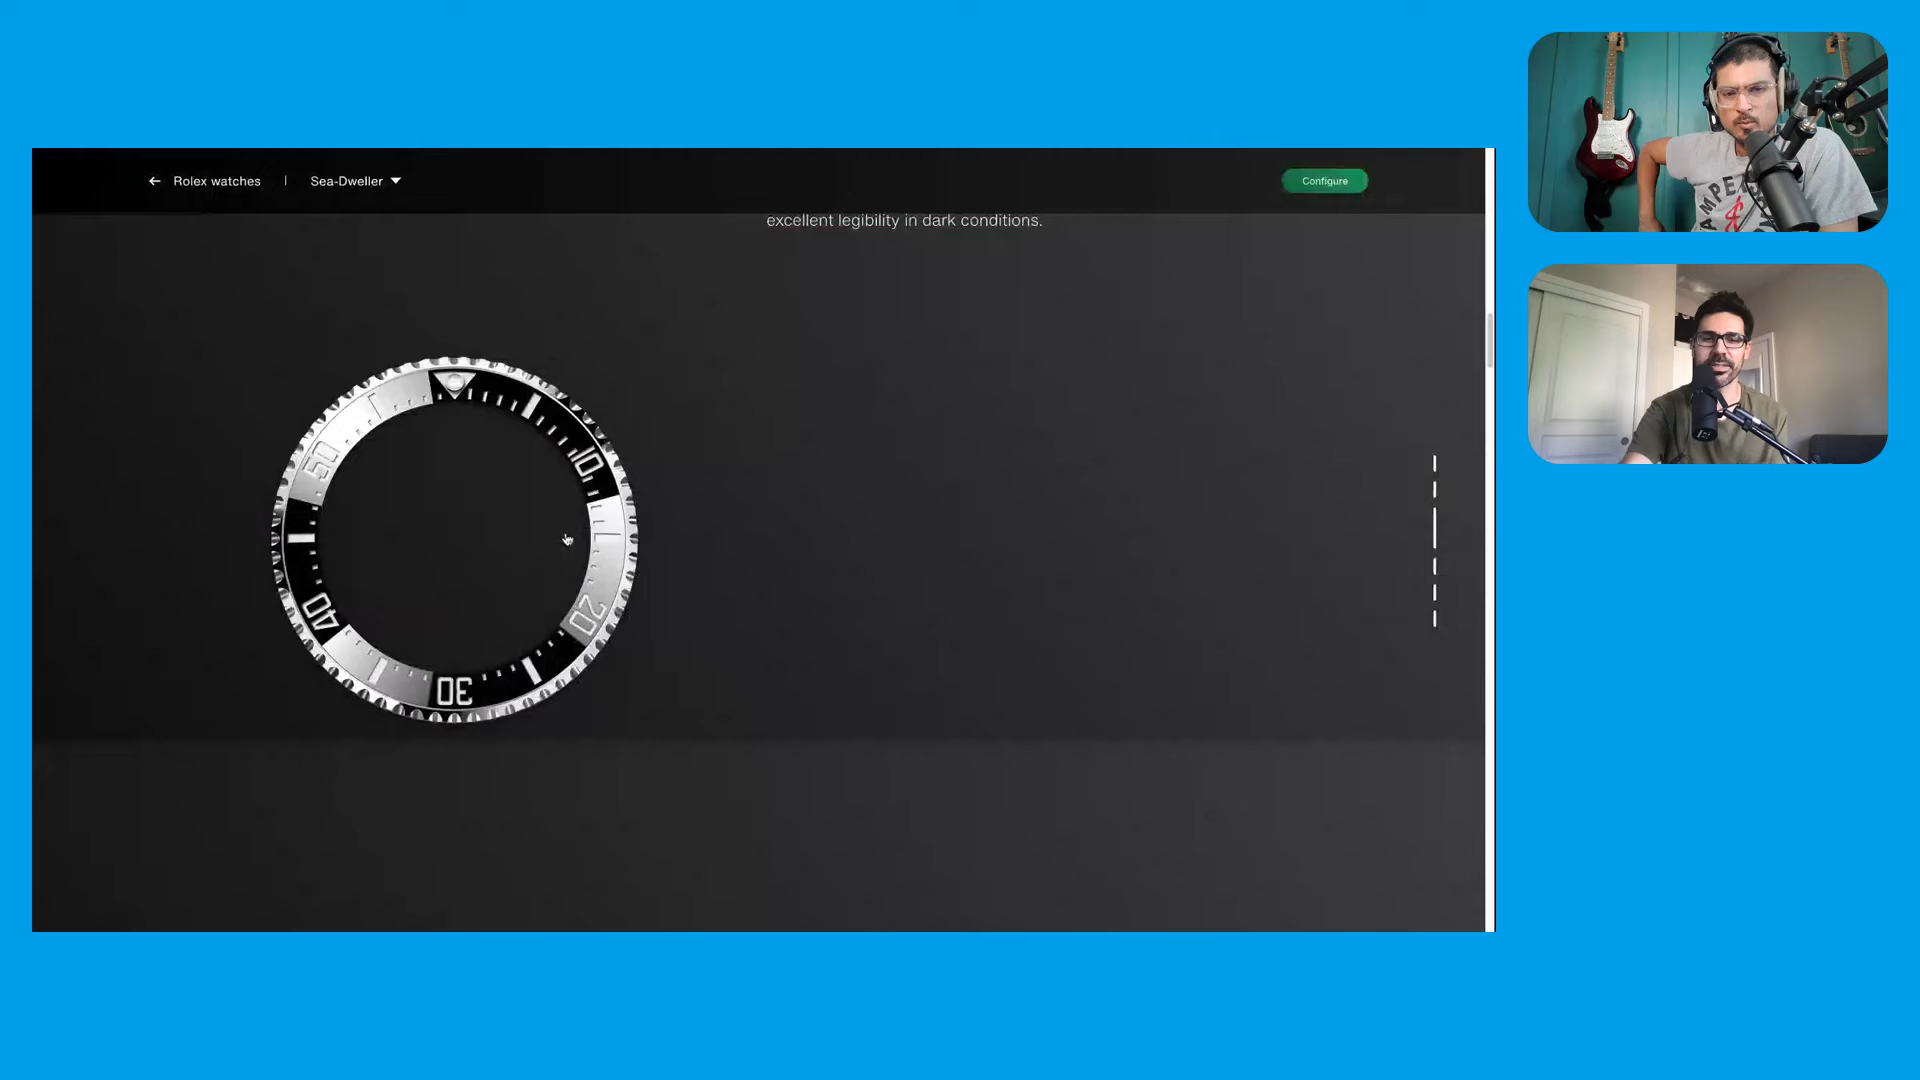 Rolex watches | Sea-Dweller
Configure
excellent legibility in dark conditions.
10
20
30
40
50